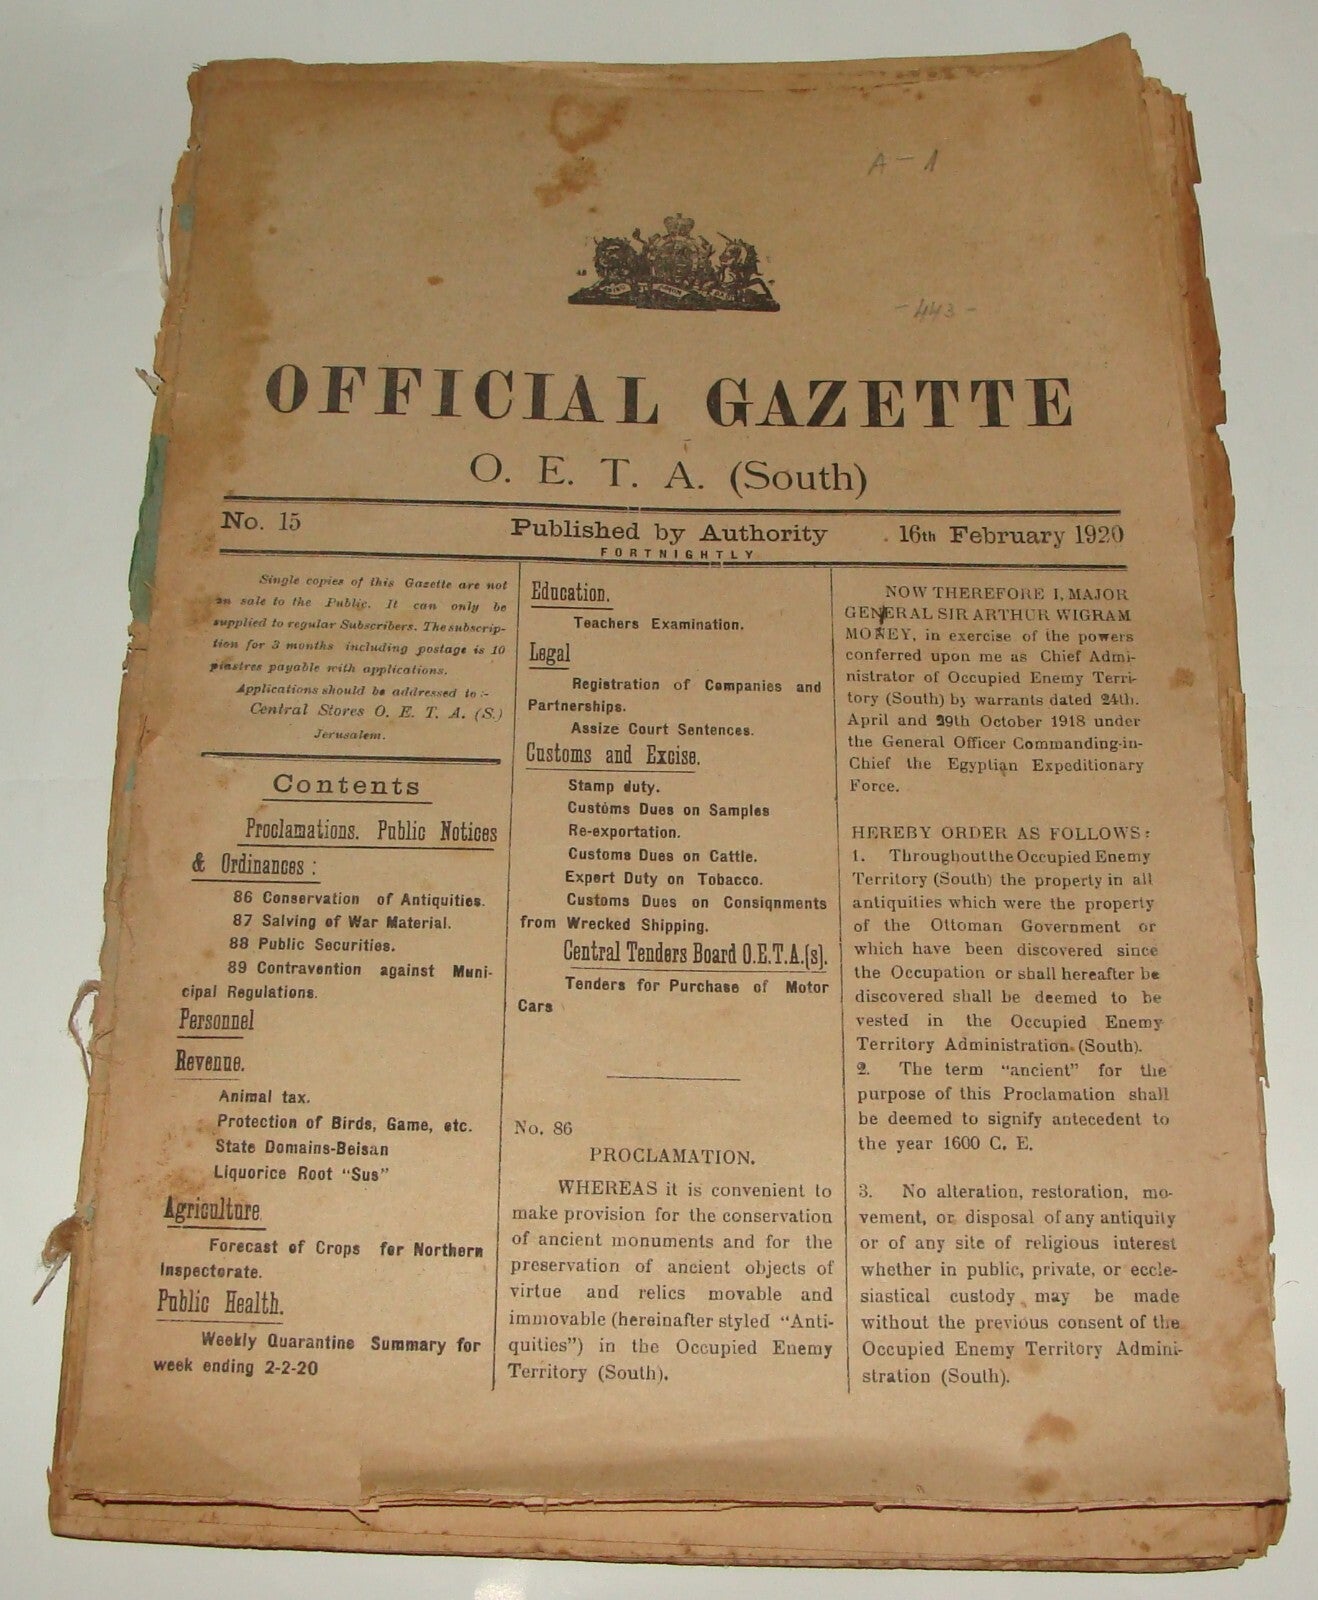 A-1
-443-
OFFICIAL GAZETTE
O. E. T. A. (South)
No. 15 Published by Authority 16th February 1920
FORTNIGHTLY
Single copies of this Gazette are not
on sale to the Public. It can only be
supplied to regular Subscribers. The subscrip-
tion for 3 months including postage is 10
piastres payable with applications.
Applications should be addressed to:-
Central Stores O. E. T. A. (S.)
Jerusalem.
Contents
Proclamations. Public Notices
& Ordinances:
86 Conservation of Antiquities.
87 Salving of War Material.
88 Public Securities.
89 Contravention against Muni-
cipal Regulations.
Personnel
Revenue.
Animal tax.
Protection of Birds, Game, etc.
State Domains-Beisan
Liquorice Root "Sus"
Agriculture
Forecast of Crops for Northern
Inspectorate.
Public Health.
Weekly Quarantine Summary for
week ending 2-2-20
Education.
Teachers Examination.
Legal
Registration of Companies and
Partnerships.
Assize Court Sentences.
Customs and Excise.
Stamp duty.
Customs Dues on Samples
Re-exportation.
Customs Dues on Cattle.
Export Duty on Tobacco.
Customs Dues on Consignments
from Wrecked Shipping.
Central Tenders Board O.E.T.A.(s).
Tenders for Purchase of Motor
Cars
No. 86
PROCLAMATION.
WHEREAS it is convenient to
make provision for the conservation
of ancient monuments and for the
preservation of ancient objects of
virtue and relics movable and
immovable (hereinafter styled "Anti-
quities") in the Occupied Enemy
Territory (South).
NOW THEREFORE I, MAJOR
GENERAL SIR ARTHUR WIGRAM
MONEY, in exercise of the powers
conferred upon me as Chief Admi-
nistrator of Occupied Enemy Terri-
tory (South) by warrants dated 24th.
April and 29th October 1918 under
the General Officer Commanding-in-
Chief the Egyptian Expeditionary
Force.
HEREBY ORDER AS FOLLOWS:
1. Throughout the Occupied Enemy
Territory (South) the property in all
antiquities which were the property
of the Ottoman Government or
which have been discovered since
the Occupation or shall hereafter be
discovered shall be deemed to be
vested in the Occupied Enemy
Territory Administration (South).
2. The term "ancient" for the
purpose of this Proclamation shall
be deemed to signify antecedent to
the year 1600 C. E.
3. No alteration, restoration, mo-
vement, or disposal of any antiquity
or of any site of religious interest
whether in public, private, or eccle-
siastical custody may be made
without the previous consent of the
Occupied Enemy Territory Admini-
stration (South).